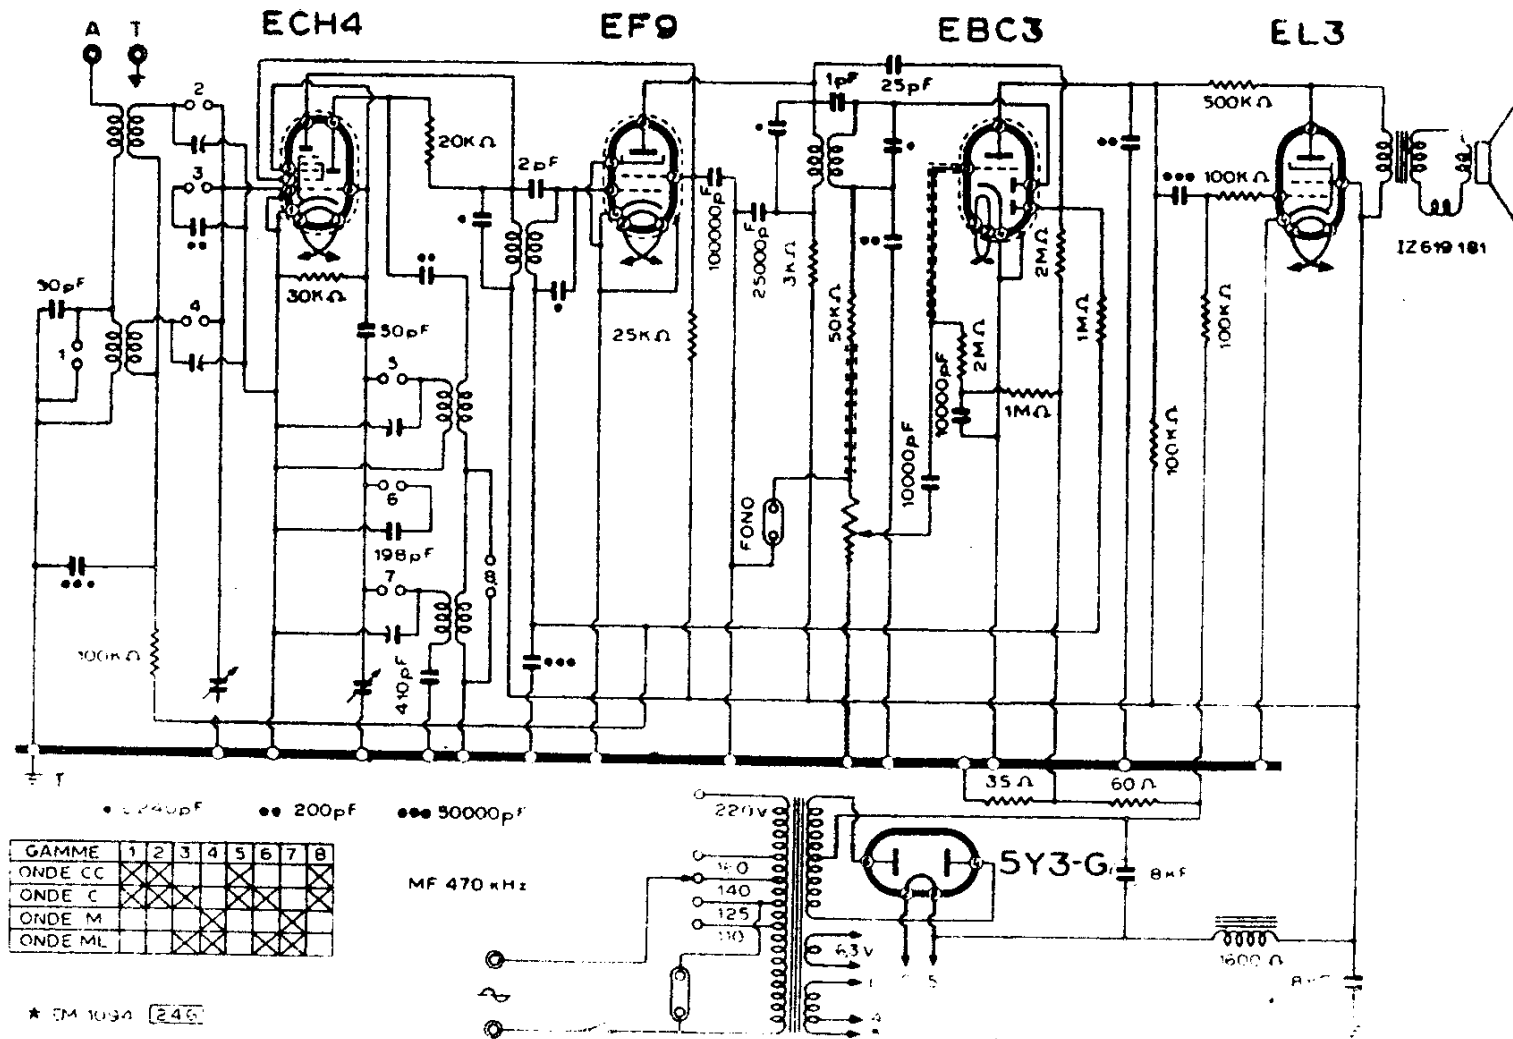 ECH4
EF9
EBC3
EL3
A T
2
3
4
1
5
6
7
8
20KΩ
2pF
1pF
25pF
500KΩ
100KΩ
30KΩ
50pF
25KΩ
100000pF
25000pF
3KΩ
50KΩ
2MΩ
1MΩ
2MΩ
1MΩ
10000pF
10000pF
100KΩ
100KΩ
IZ 619 181
198pF
410pF
100KΩ
FONO
T
35Ω
60Ω
200pF
50000pF
MF 470 KHz
220V
140
125
110
5Y3-G
6,3V
1600Ω
GAMME 1 2 3 4 5 6 7 8
ONDE CC
ONDE C
ONDE M
ONDE ML
246